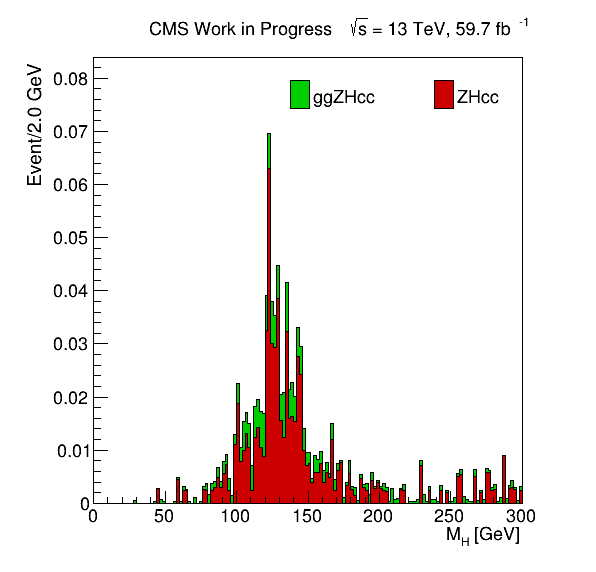 CMS Work in Progress √s = 13 TeV, 59.7 fb -1
Event/2.0 GeV
ggZHcc ZHcc
0.08
0.07
0.06
0.05
0.04
0.03
0.02
0.01
0
0 50 100 150 200 250 300
M_H [GeV]